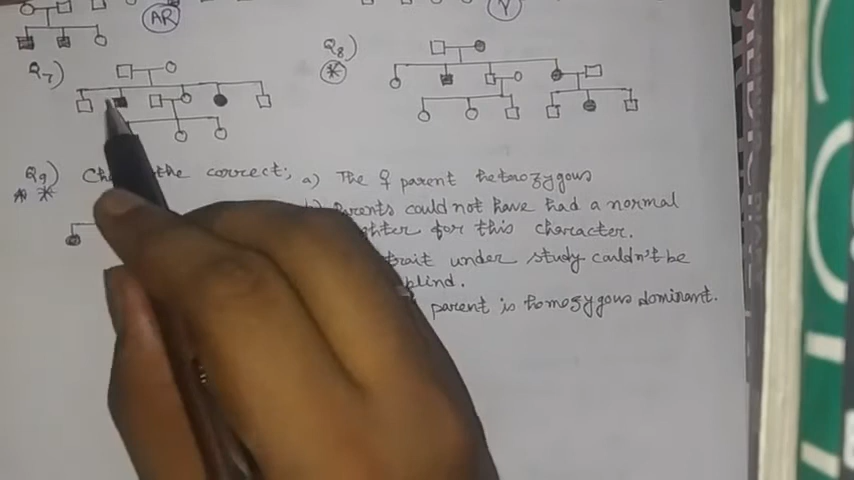 AR
Y
Q7)
Q8)
*
Q9)
* *
the correct;
a) The ♀ parent heterozygous
Parents could not have had a normal
for this character.
trait under study couldn't be
blind.
parent is homozygous dominant.